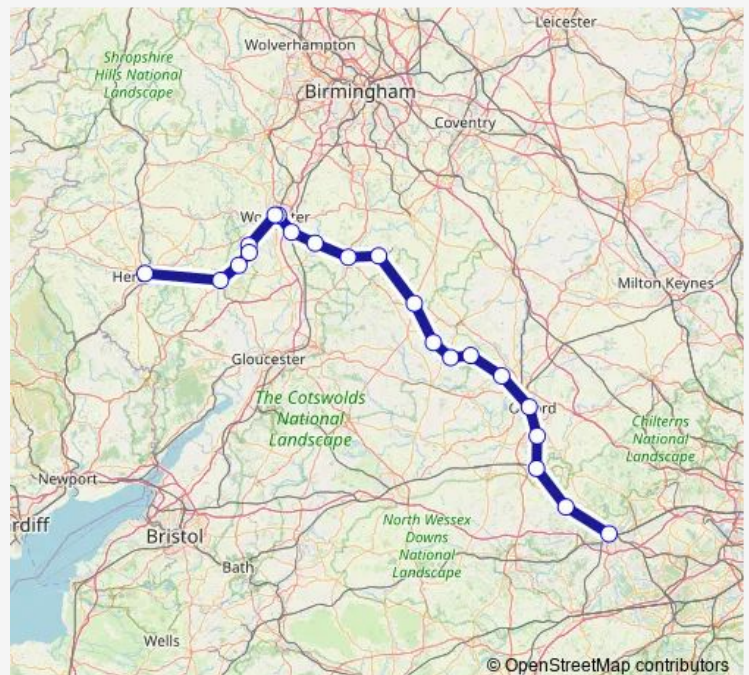 Leicester
Wolverhampton
Shropshire
Hills National
Landscape
Birmingham
Coventry
Milton Keynes
Gloucester
The Cotswolds
National
Landscape
Chilterns
National
Landscape
Newport
Bristol
North Wessex
Downs
National
Landscape
Bath
Wells
© OpenStreetMap contributors